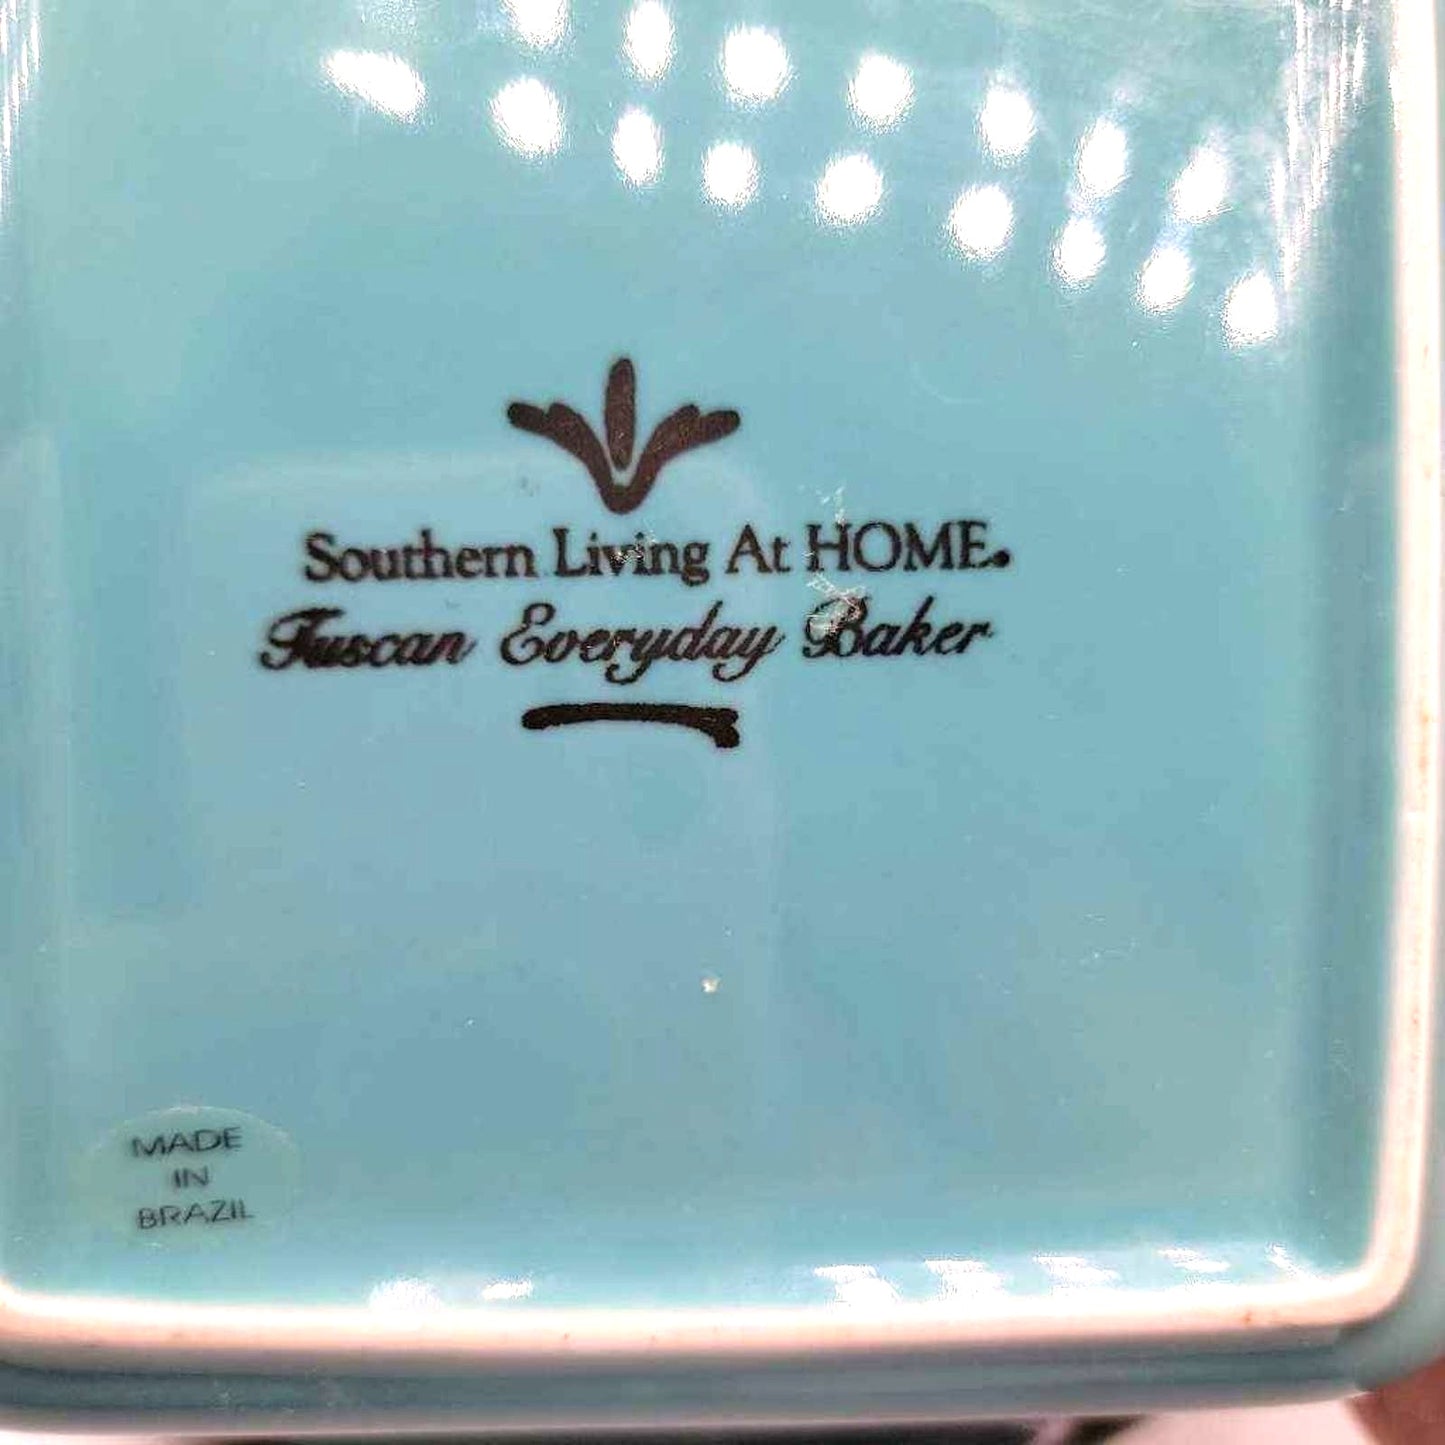 Southern Living At HOME.
Tuscan Everyday Baker
MADE
IN
BRAZIL